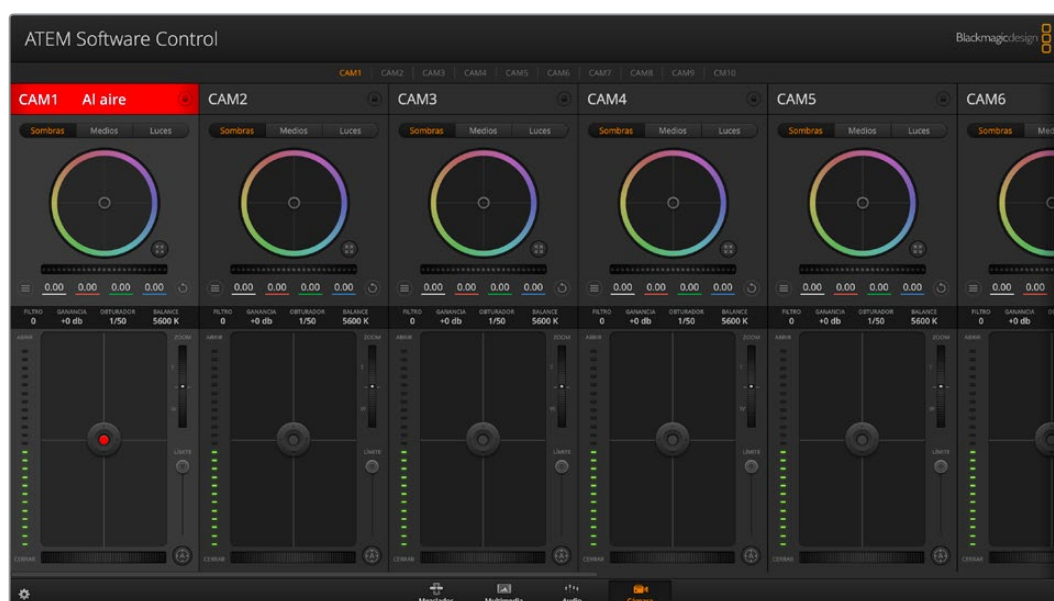 ATEM Software Control
Blackmagicdesign
CAM1 CAM2 CAM3 CAM4 CAM5 CAM6 CAM7 CAM8 CAM9 CM10
CAM1 Al aire CAM2 CAM3 CAM4 CAM5 CAM6
Sombras Medios Luces Sombras Medios Luces Sombras Medios Luces Sombras Medios Luces Sombras Medios Luces Sombras
0.00 0.00 0.00 0.00 0.00 0.00 0.00 0.00 0.00 0.00 0.00 0.00 0.00 0.00 0.00 0.00 0.00 0.00 0.00 0.00 0.00 0.00
FILTRO GANANCIA OBTURADOR BALANCE FILTRO GANANCIA OBTURADOR BALANCE FILTRO GANANCIA OBTURADOR BALANCE FILTRO GANANCIA OBTURADOR BALANCE FILTRO GANANCIA OBTURADOR BALANCE FILTRO GANANCIA
0 +0 db 1/50 5600 K 0 +0 db 1/50 5600 K 0 +0 db 1/50 5600 K 0 +0 db 1/50 5600 K 0 +0 db 1/50 5600 K 0 +0 db
ABRIR ZOOM ABRIR ZOOM ABRIR ZOOM ABRIR ZOOM ABRIR ZOOM ABRIR
T T T T T
W W W W W
LÍMITE LÍMITE LÍMITE LÍMITE LÍMITE
CERRAR CERRAR CERRAR CERRAR CERRAR CERRAR
Mezclador Multimedia Audio Cámara